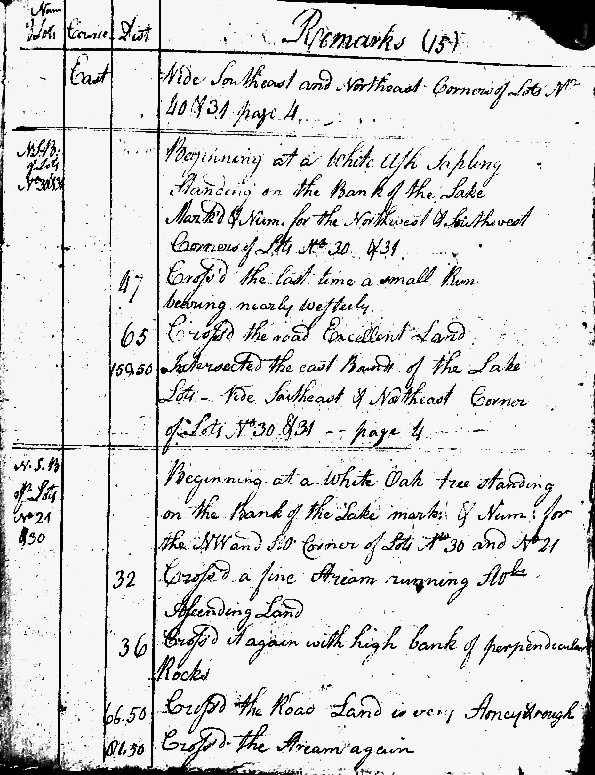 Num
of Lots Course Dist Remarks (15)
East Vide Southeast and Northeast Corners of Lots No
40 & 31 page 4
N.S.B. Beginning at a White Ash Sapling
of Lots Standing on the Bank of the Lake
Mark'd & Num. for the Northwest & Southwest
Corners of Lots No 30 & 31
47 Cross'd the last time a small Run
bearing nearly westerly
65 Cross'd the road Excellent Land
159.50 Intersected the east Bounds of the Lake
Lots - Vide Southeast & Northeast Corner
of Lots No 30 & 31 -- page 4
N. S. B Beginning at a White Oak tree standing
of Lots on the Bank of the Lake mark & Num: for
No 21 the NW and SW Corner of Lots No 30 and No 21
& 30
32 Cross'd a fine Stream running
Ascending Land
36 Cross'd it again with high bank of perpendicular
Rocks
66.50 Cross'd the Road Land is very Stoney & rough
81.50 Cross'd the Stream again